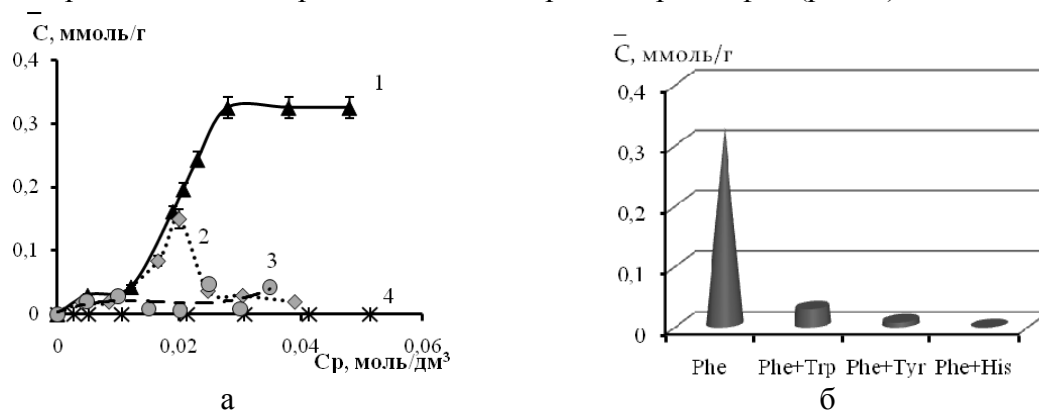 C̅, ммоль/г
0,4
0,3
0,2
0,1
0
0
0,02
0,04
0,06
Ср, моль/дм³
1
2
3
4
а
C̅, ммоль/г
0,4
0,3
0,2
0,1
0
Phe
Phe+Trp
Phe+Tyr
Phe+His
б